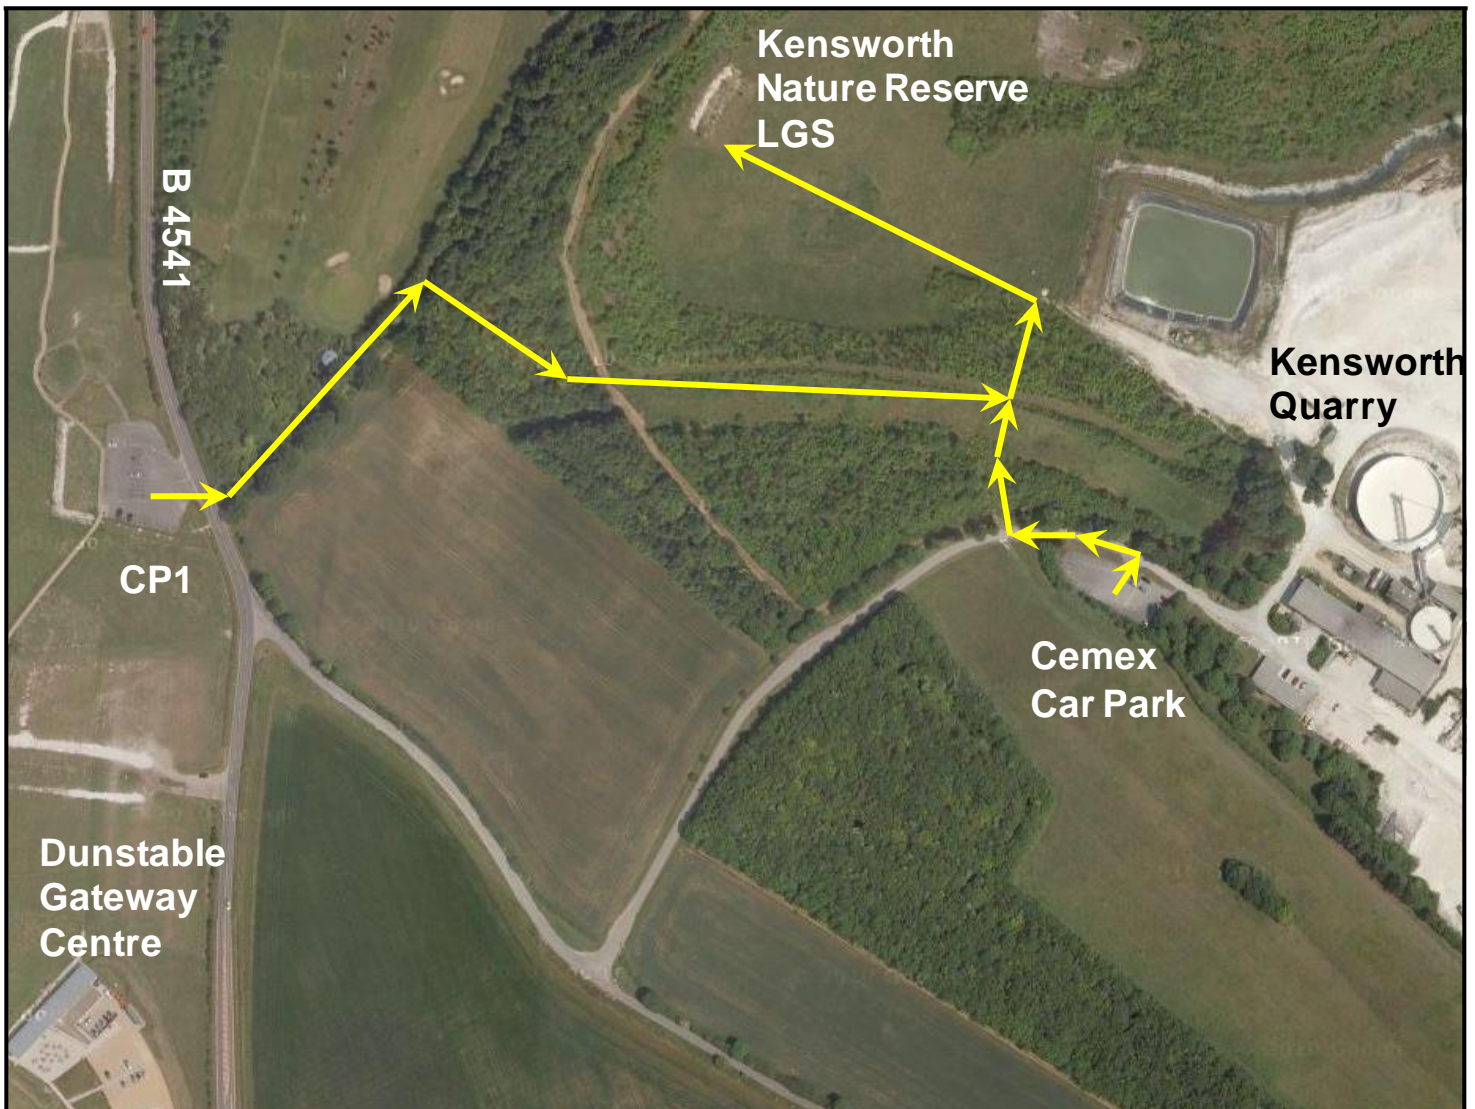 Kensworth
Nature Reserve
LGS
B 4541
Kensworth
Quarry
CP1
Cemex
Car Park
Dunstable
Gateway
Centre